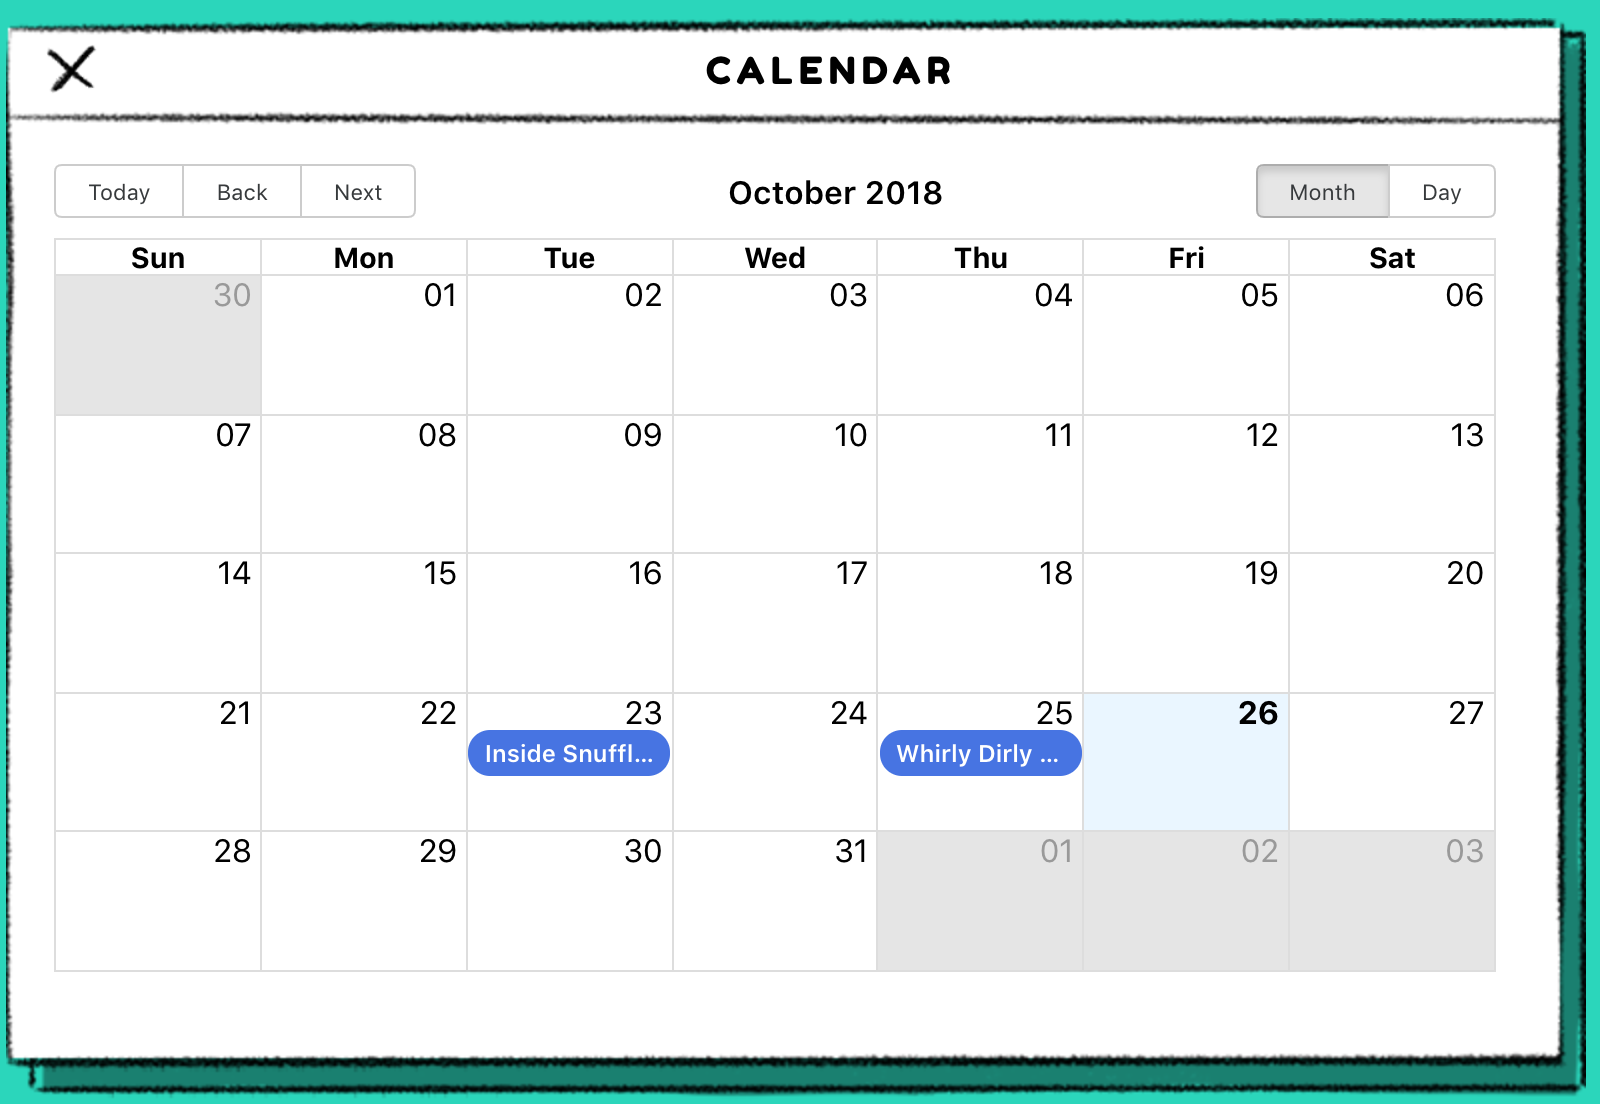 CALENDAR
Today Back Next October 2018 Month Day
Sun Mon Tue Wed Thu Fri Sat
30 01 02 03 04 05 06
07 08 09 10 11 12 13
14 15 16 17 18 19 20
21 22 23 24 25 26 27
Inside Snuffl... Whirly Dirly ...
28 29 30 31 01 02 03